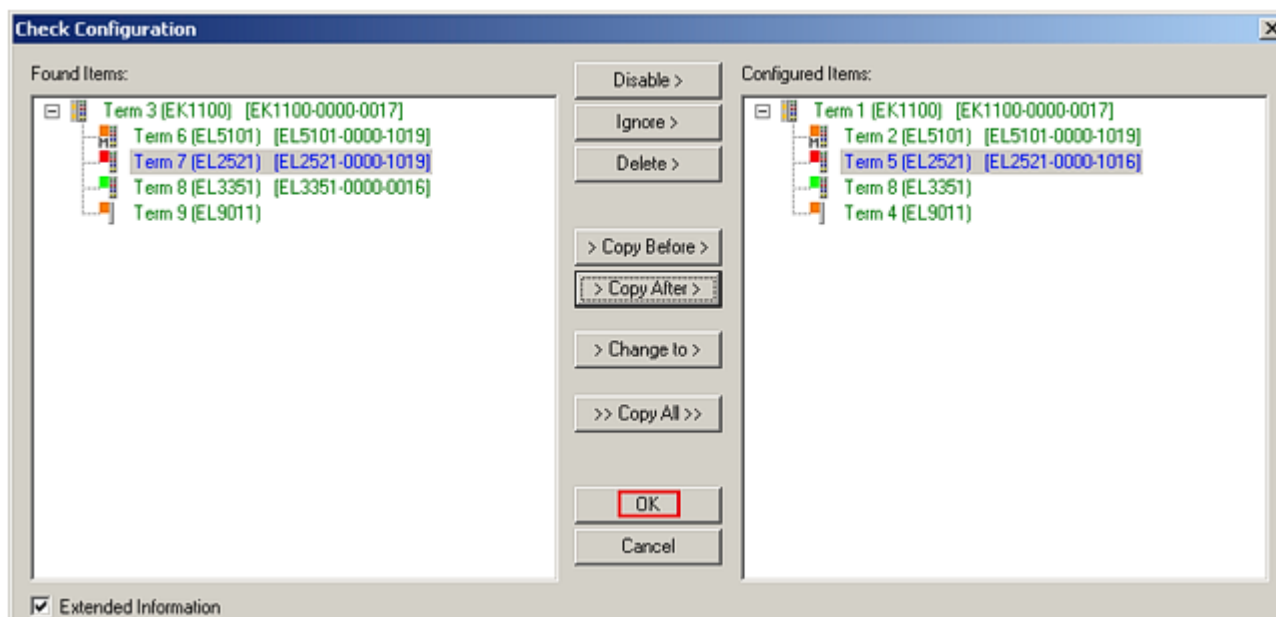 Check Configuration
Found Items:
Term 3 (EK1100) [EK1100-0000-0017]
Term 6 (EL5101) [EL5101-0000-1019]
Term 7 (EL2521) [EL2521-0000-1019]
Term 8 (EL3351) [EL3351-0000-0016]
Term 9 (EL9011)
Disable >
Ignore >
Delete >
> Copy Before >
> Copy After >
> Change to >
>> Copy All >>
OK
Cancel
Configured Items:
Term 1 (EK1100) [EK1100-0000-0017]
Term 2 (EL5101) [EL5101-0000-1019]
Term 5 (EL2521) [EL2521-0000-1016]
Term 8 (EL3351)
Term 4 (EL9011)
Extended Information